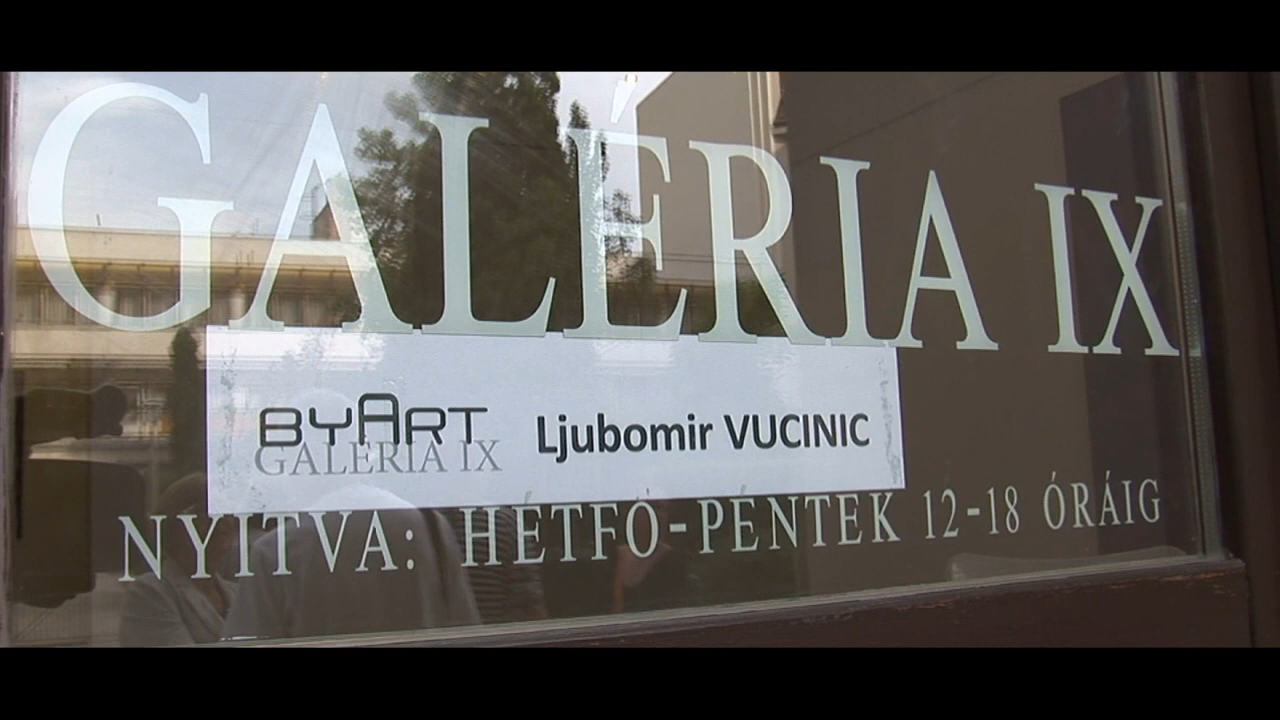 GALÉRIA IX
BYART Ljubomir VUCINIC
GALÉRIA IX
NYITVA: HÉTFŐ-PÉNTEK 12-18 ÓRÁIG